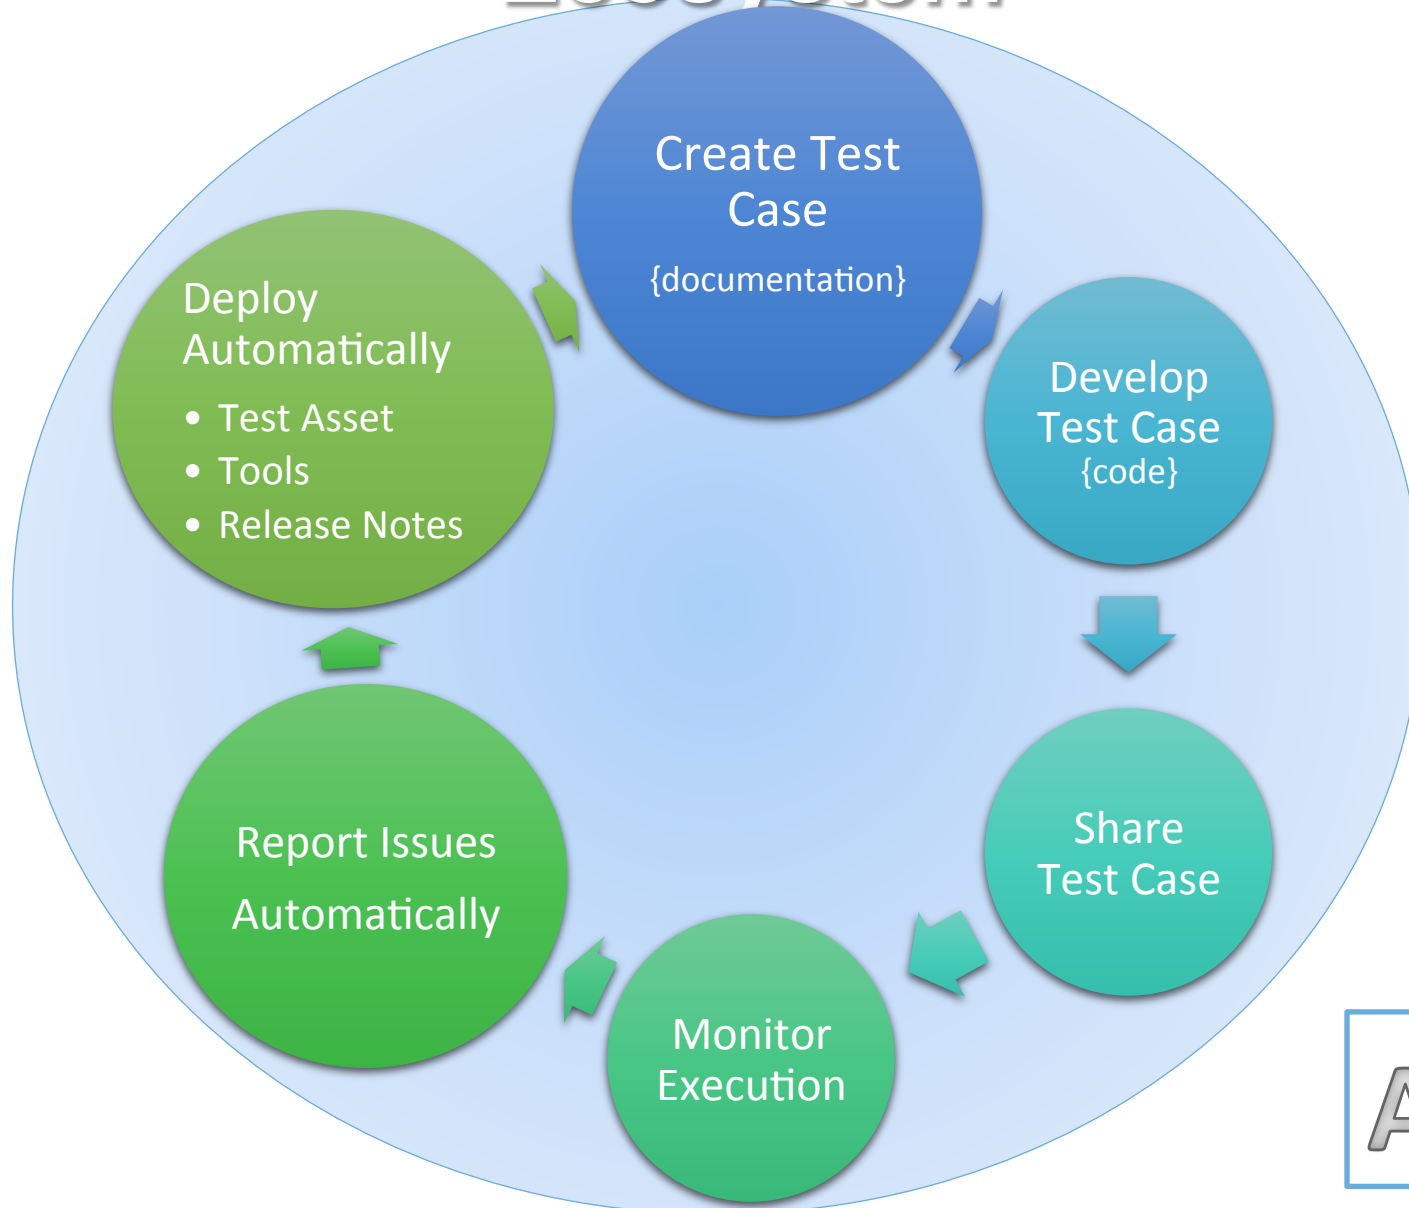 Ecosystem
Create Test
Case
{documentation}
Develop
Test Case
{code}
Share
Test Case
Monitor
Execution
Report Issues
Automatically
Deploy
Automatically
• Test Asset
• Tools
• Release Notes
A